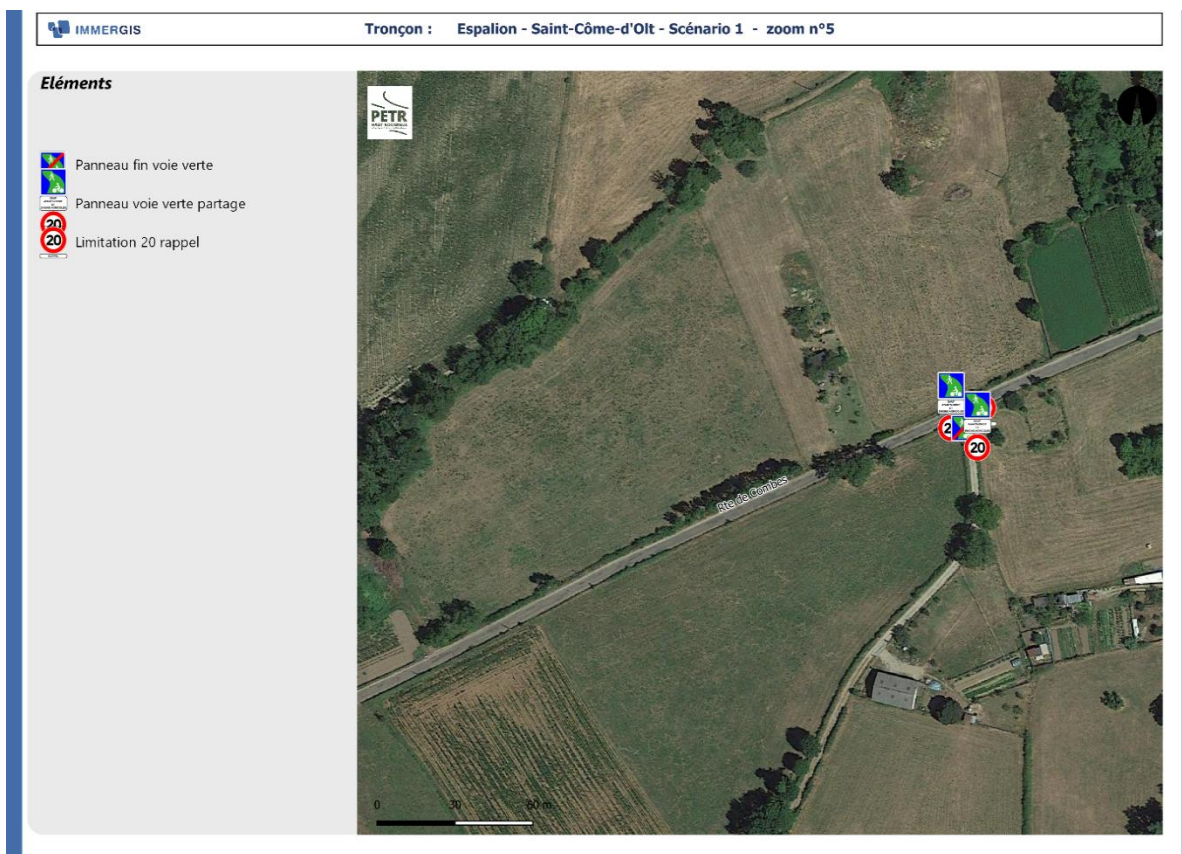 IMMERGIS
Tronçon : Espalion - Saint-Côme-d'Olt - Scénario 1 - zoom n°5
Eléments
Panneau fin voie verte
Panneau voie verte partage
20
20
Limitation 20 rappel
PETR
Rte de Combes
2
20
0 30 60 m